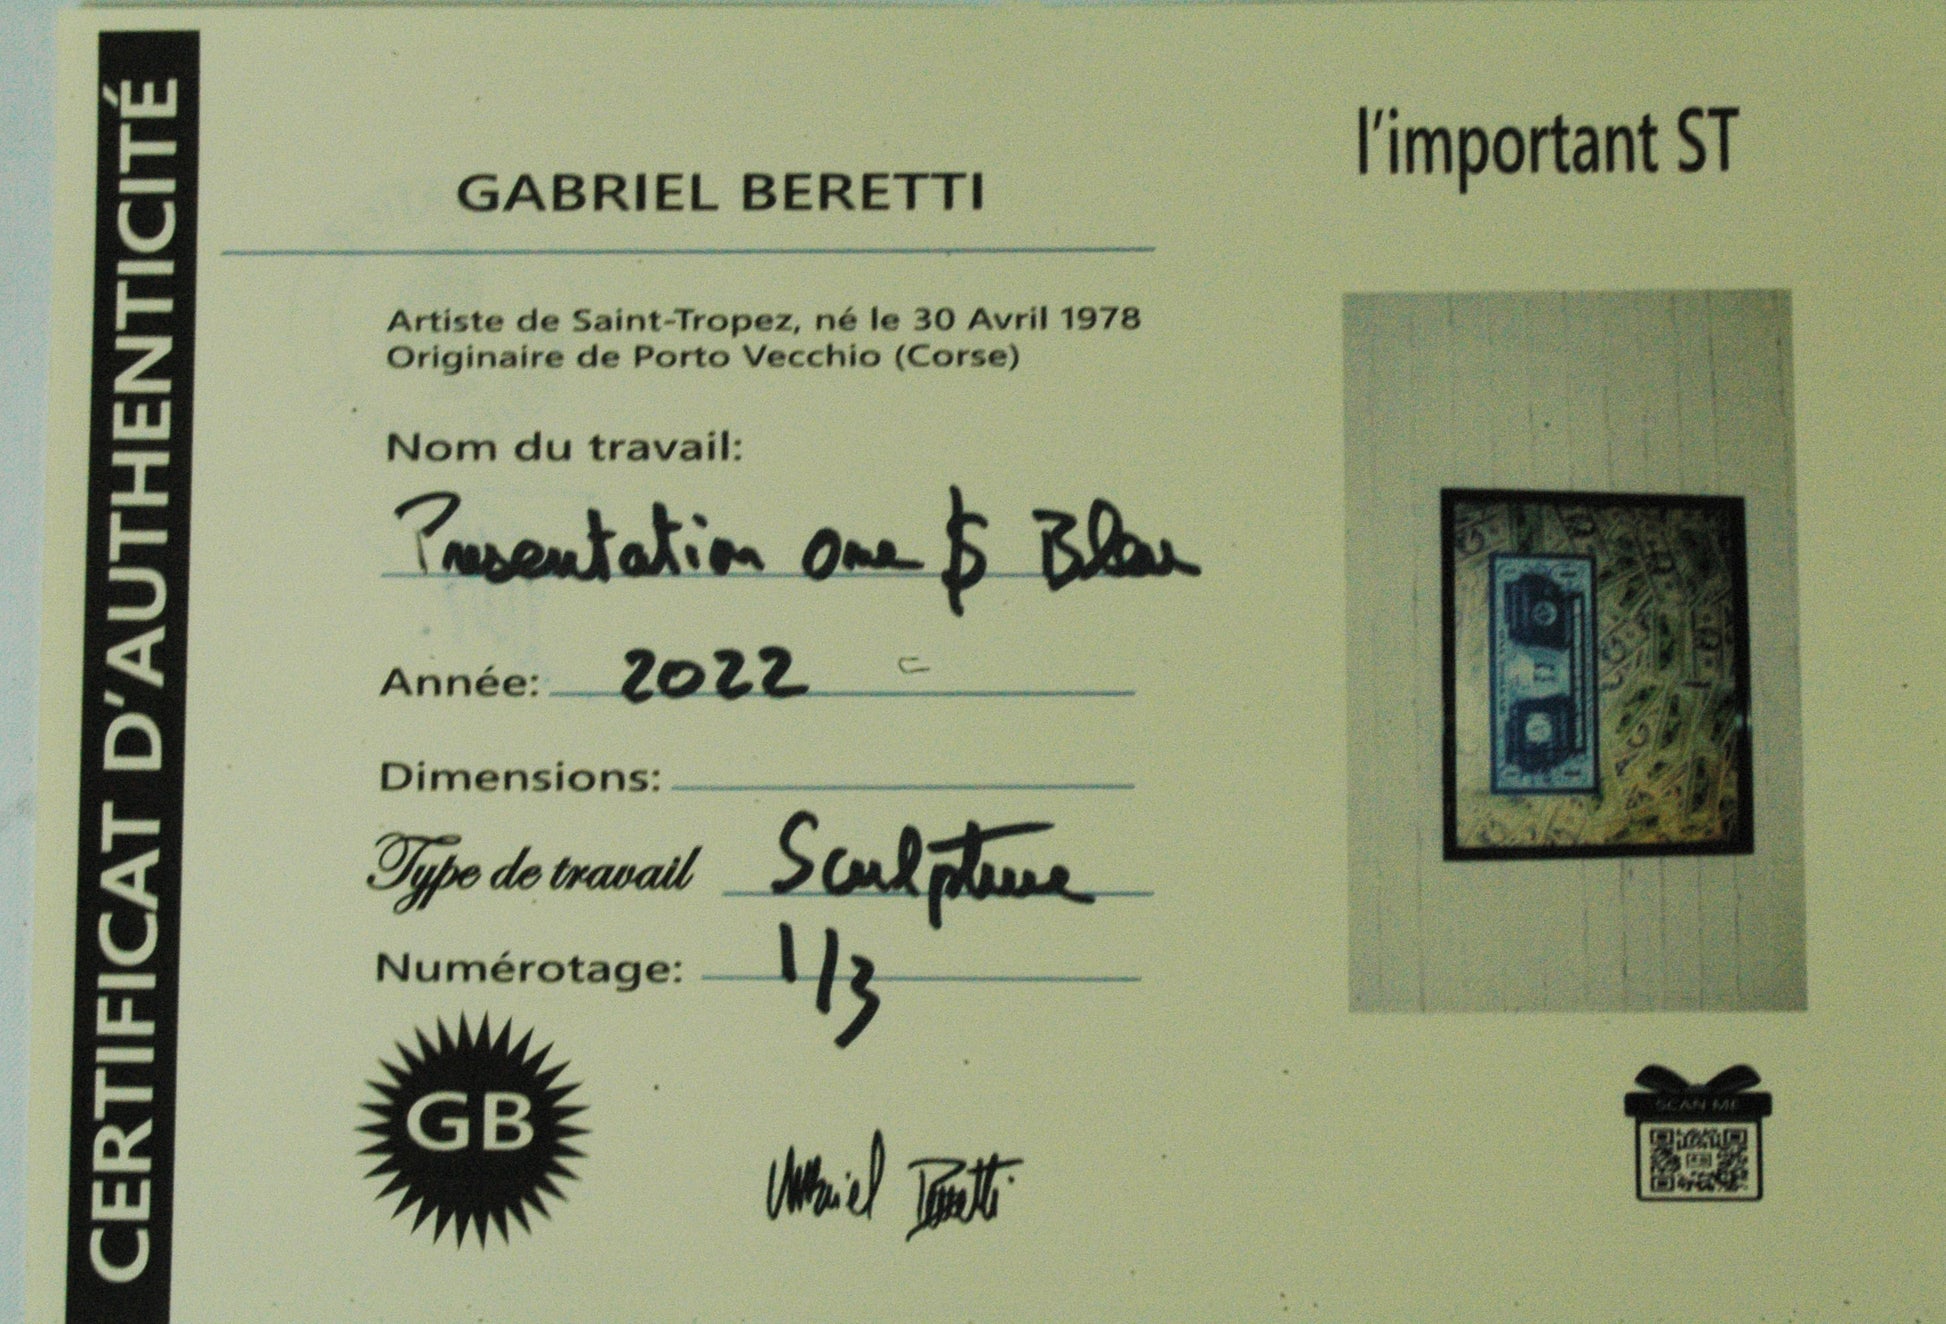 CERTIFICAT D'AUTHENTICITÉ
GABRIEL BERETTI
Artiste de Saint-Tropez, né le 30 Avril 1978
Originaire de Porto Vecchio (Corse)
Nom du travail:
Presentation one $ Bleu
Année: 2022
Dimensions:
Type de travail Sculpture
Numérotage: 1/3
GB
Gabriel Beretti
l'important ST
SCAN ME